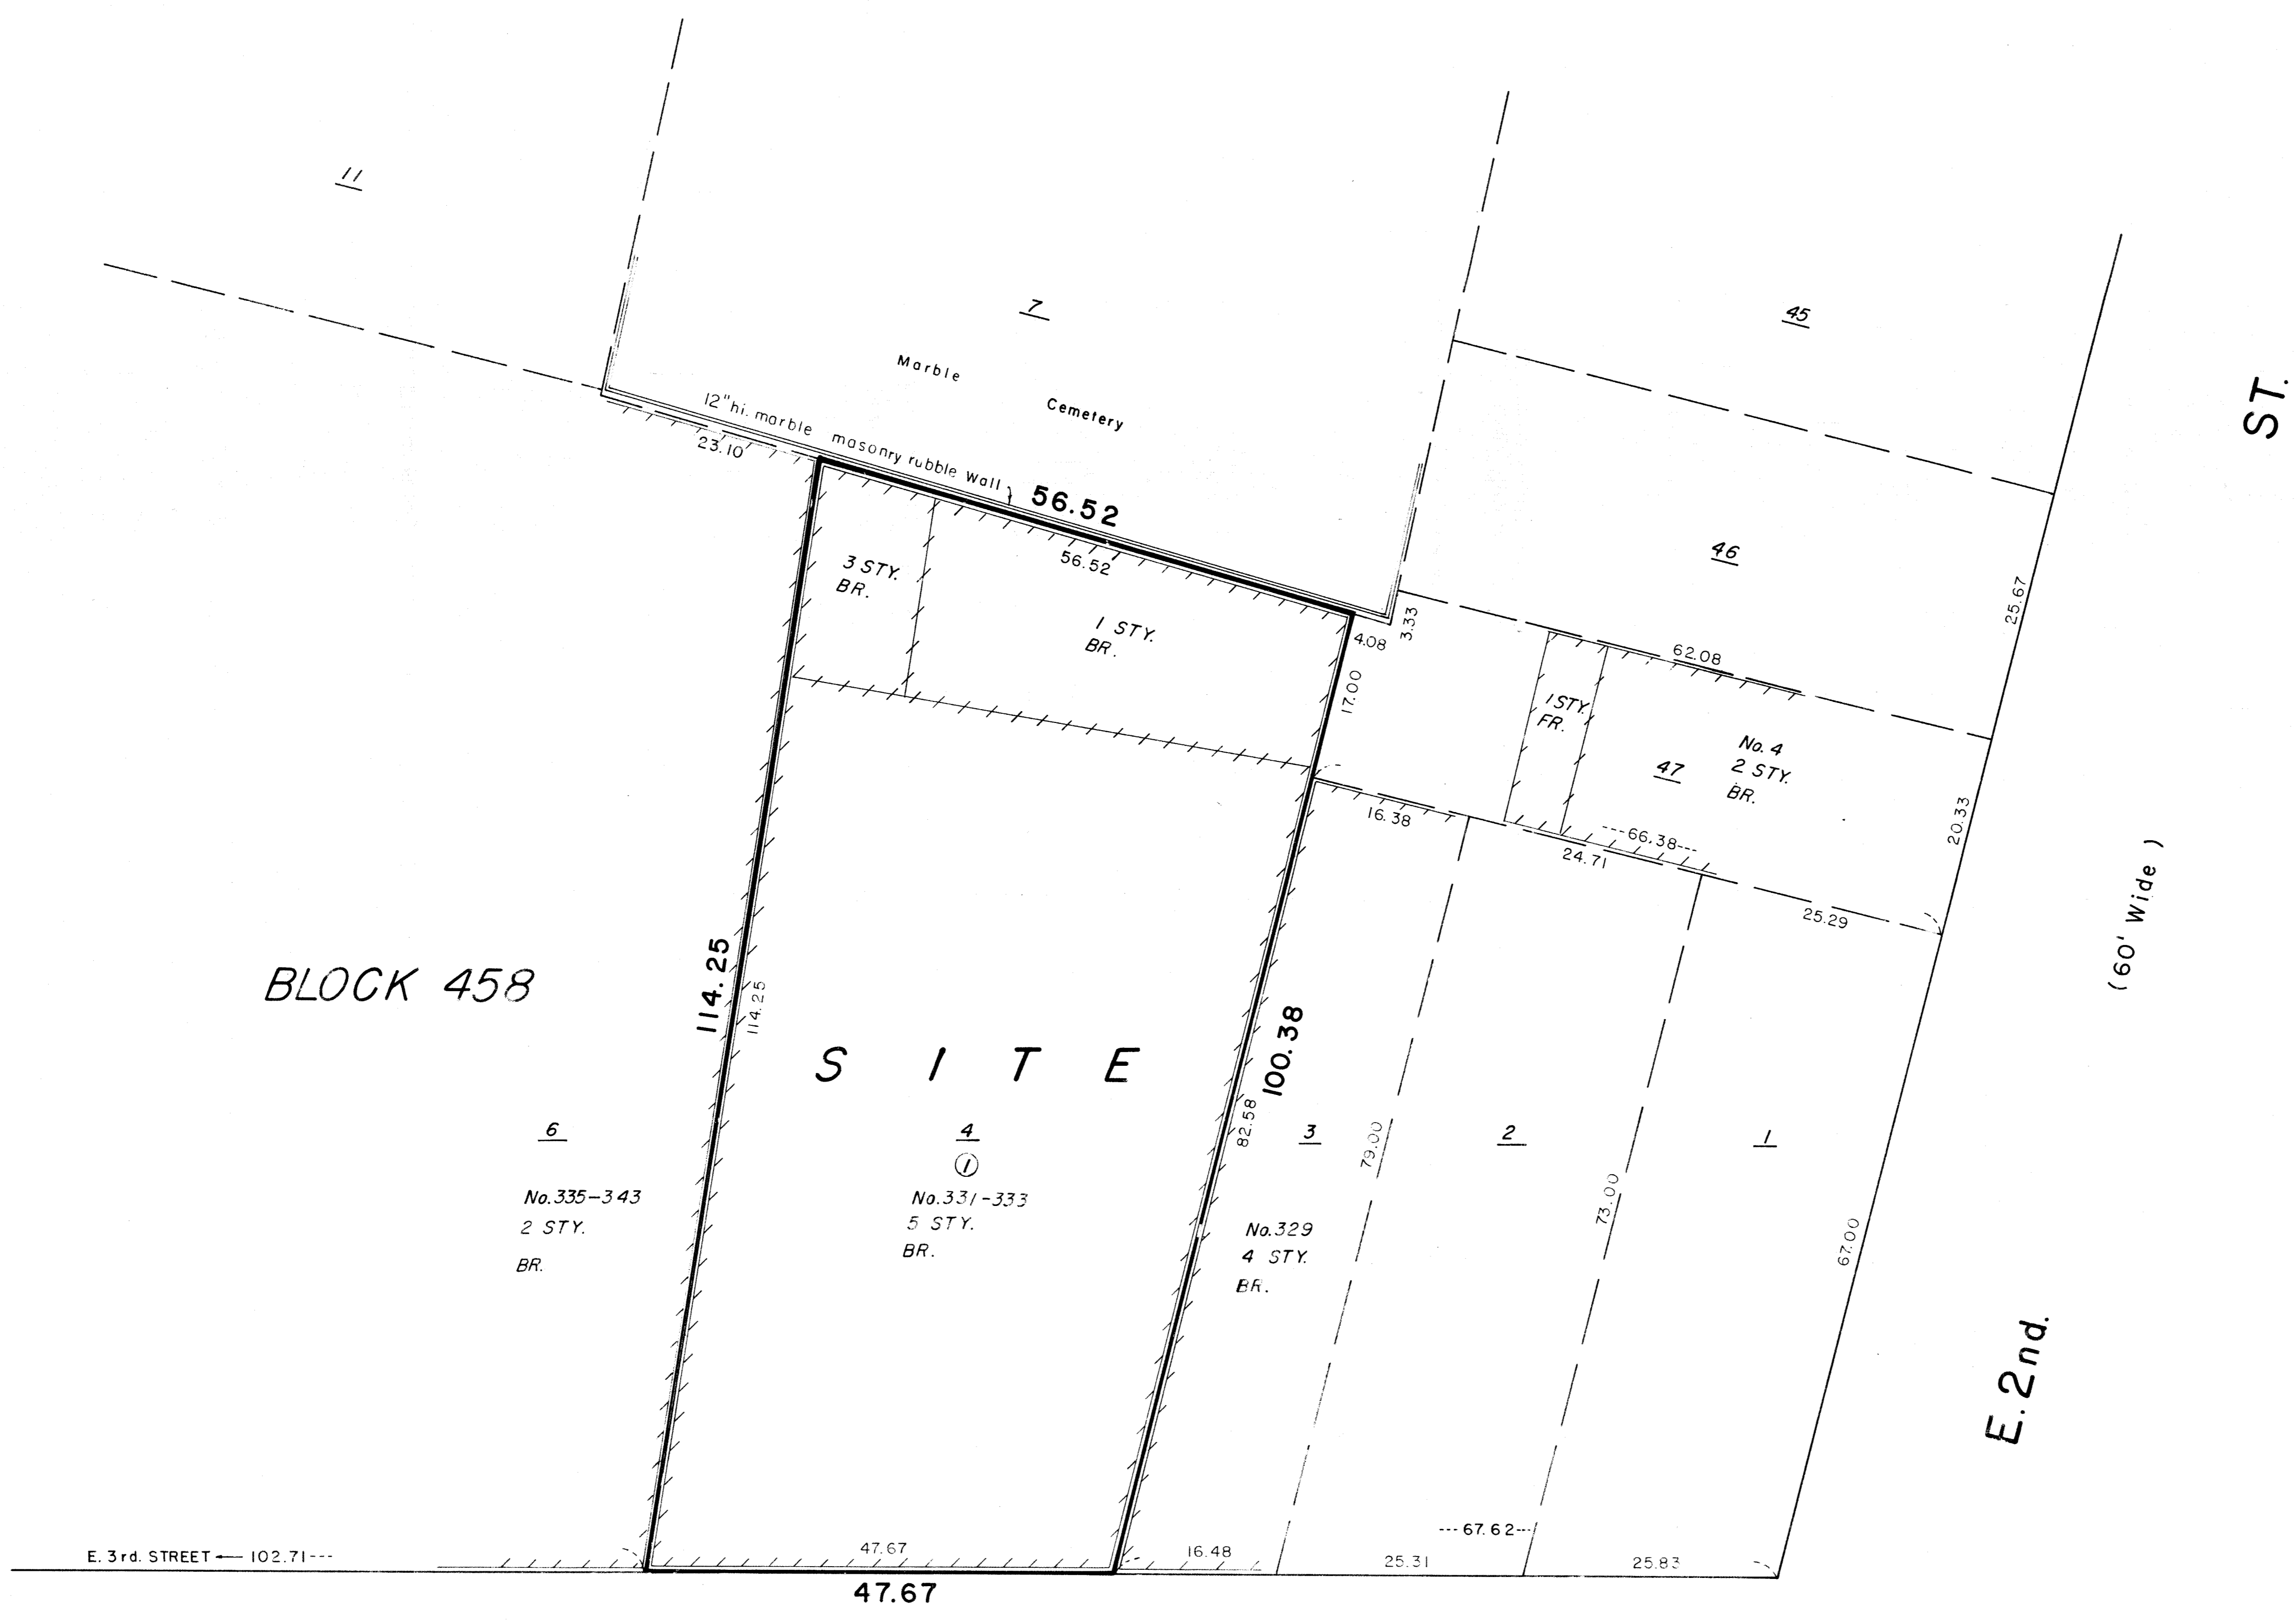 11
7
45
Marble
Cemetery
ST.
12" hi. marble masonry rubble Wall
23.10
56.52
56.52
46
25.67
3 STY.
BR.
1 STY.
BR.
4.08
3.33
17.00
62.08
1 STY.
FR.
47
No. 4
2 STY.
BR.
20.33
16.38
---66.38---
24.71
25.29
(60' Wide )
BLOCK 458
114.25
114.25
S I T E
100.38
82.58
79.00
73.00
67.00
6
No.335-343
2 STY.
BR.
4
1
No.331-333
5 STY.
BR.
3
No.329
4 STY.
BR.
2
1
E. 2nd.
---67.62---
E. 3rd. STREET ← 102.71---
47.67
16.48
25.31
25.83
47.67